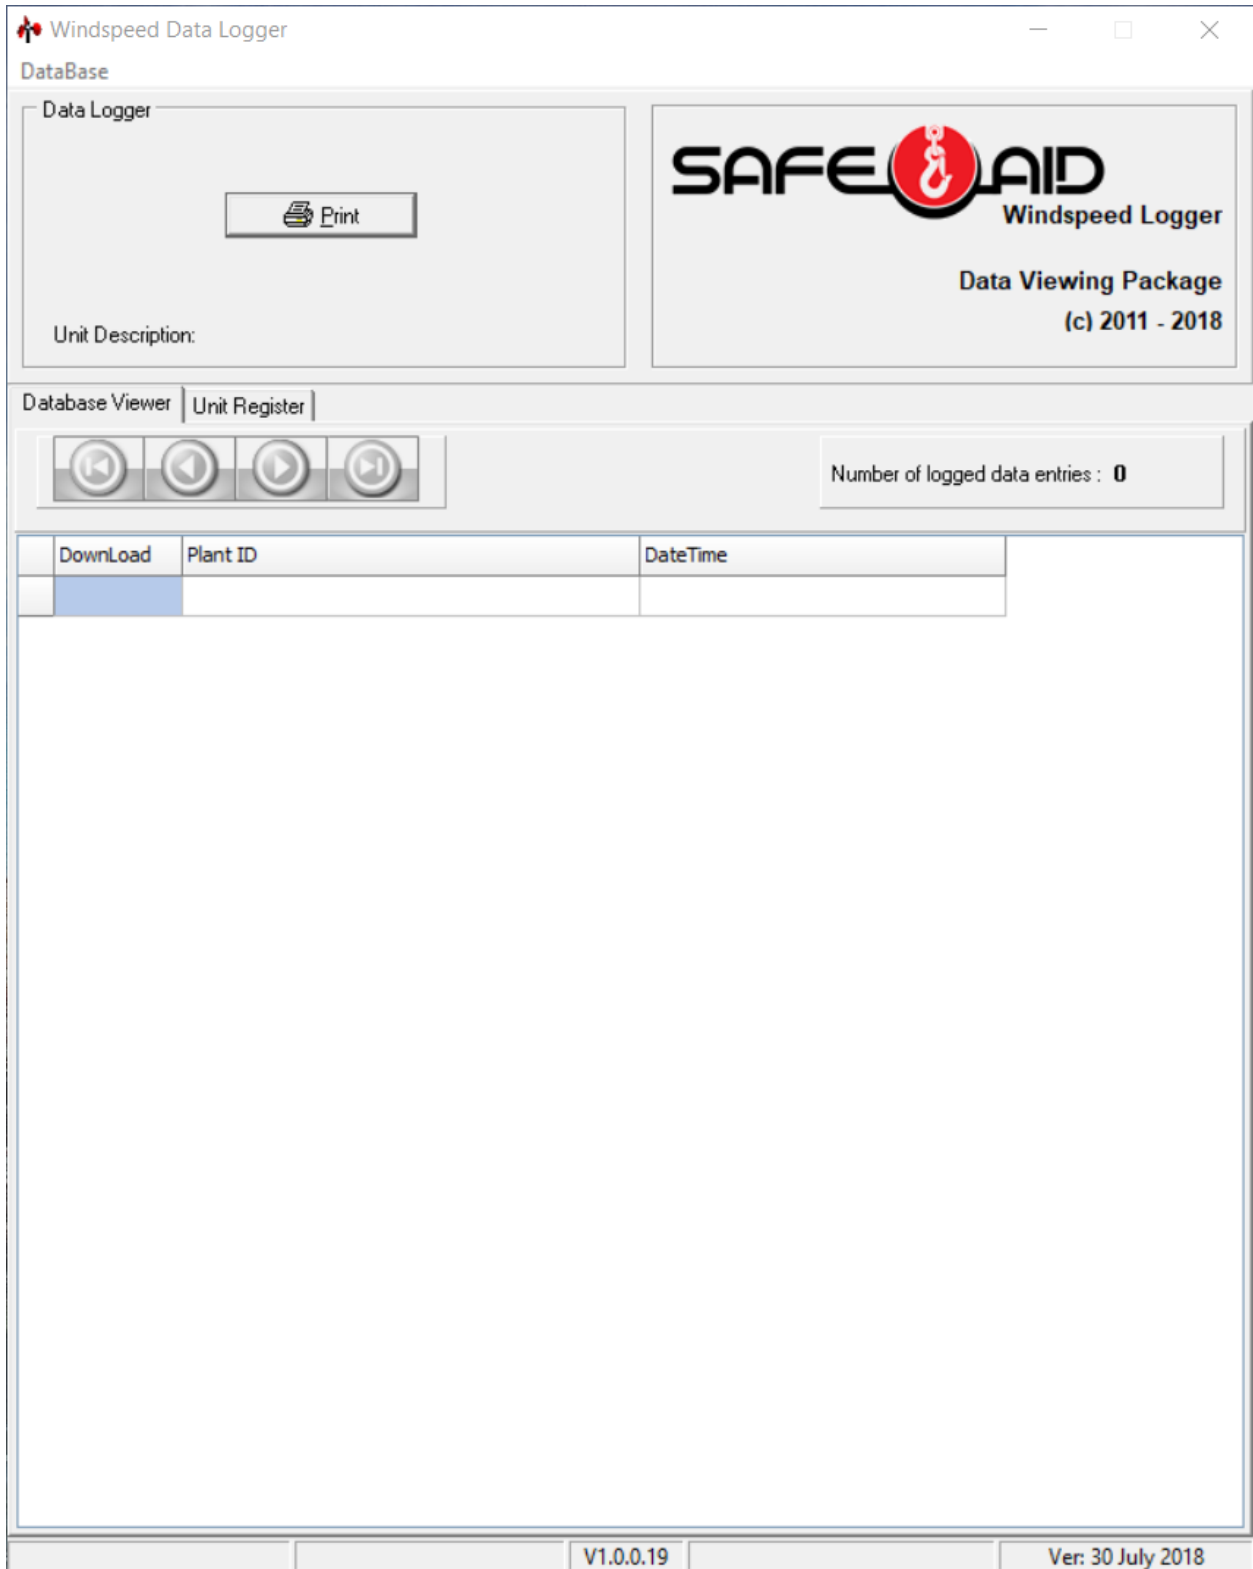 Windspeed Data Logger
DataBase
Data Logger
Print
Unit Description:
SAFE AID
Windspeed Logger
Data Viewing Package
(c) 2011 - 2018
Database Viewer
Unit Register
Number of logged data entries : 0
DownLoad Plant ID DateTime
V1.0.0.19
Ver: 30 July 2018